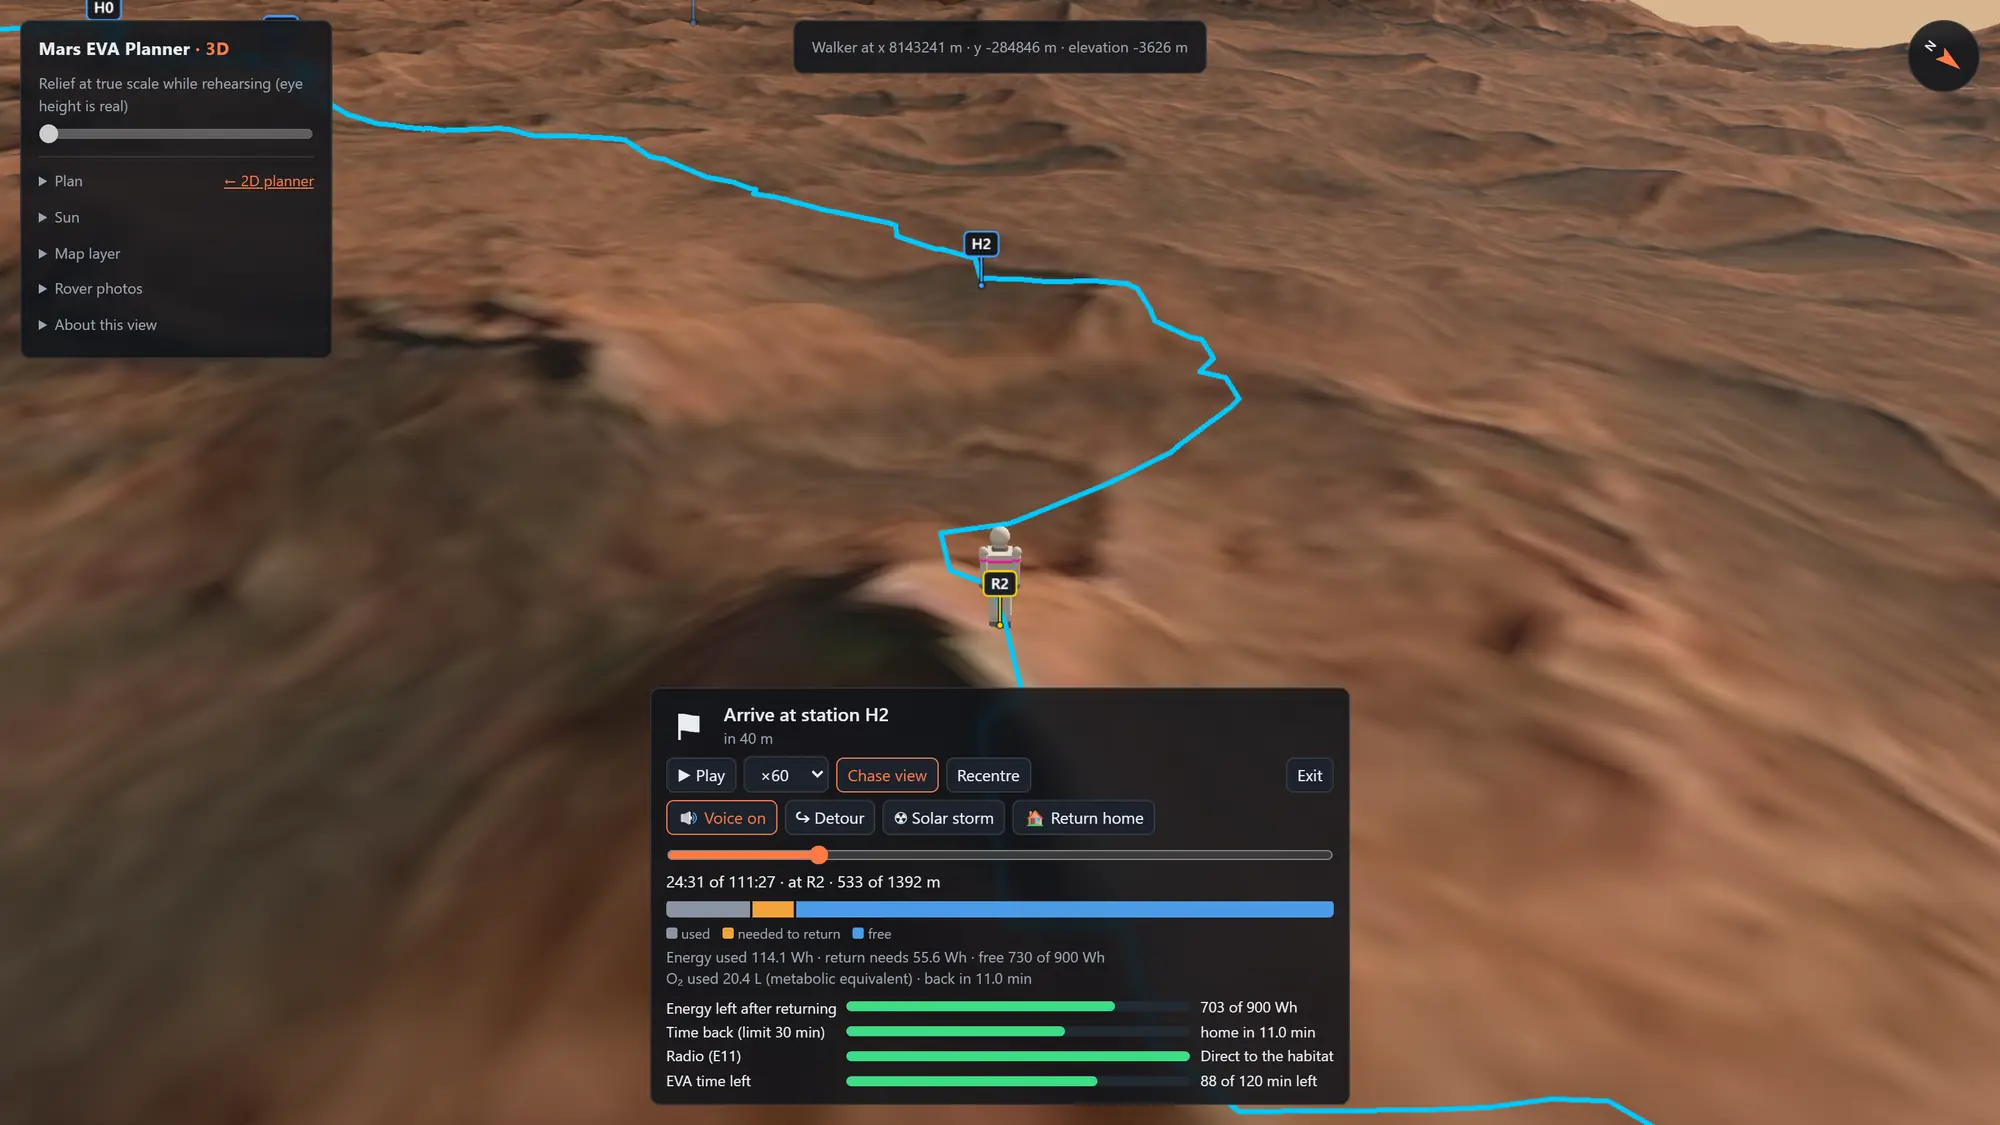 H0
Mars EVA Planner · 3D
Relief at true scale while rehearsing (eye
height is real)
Plan
← 2D planner
Sun
Map layer
Rover photos
About this view
Walker at x 8143241 m · y -284846 m · elevation -3626 m
N
H2
R2
Arrive at station H2
in 40 m
Play
×60
Chase view
Recentre
Exit
Voice on
Detour
Solar storm
Return home
24:31 of 111:27 · at R2 · 533 of 1392 m
used
needed to return
free
Energy used 114.1 Wh · return needs 55.6 Wh · free 730 of 900 Wh
O₂ used 20.4 L (metabolic equivalent) · back in 11.0 min
Energy left after returning
703 of 900 Wh
Time back (limit 30 min)
home in 11.0 min
Radio (E11)
Direct to the habitat
EVA time left
88 of 120 min left